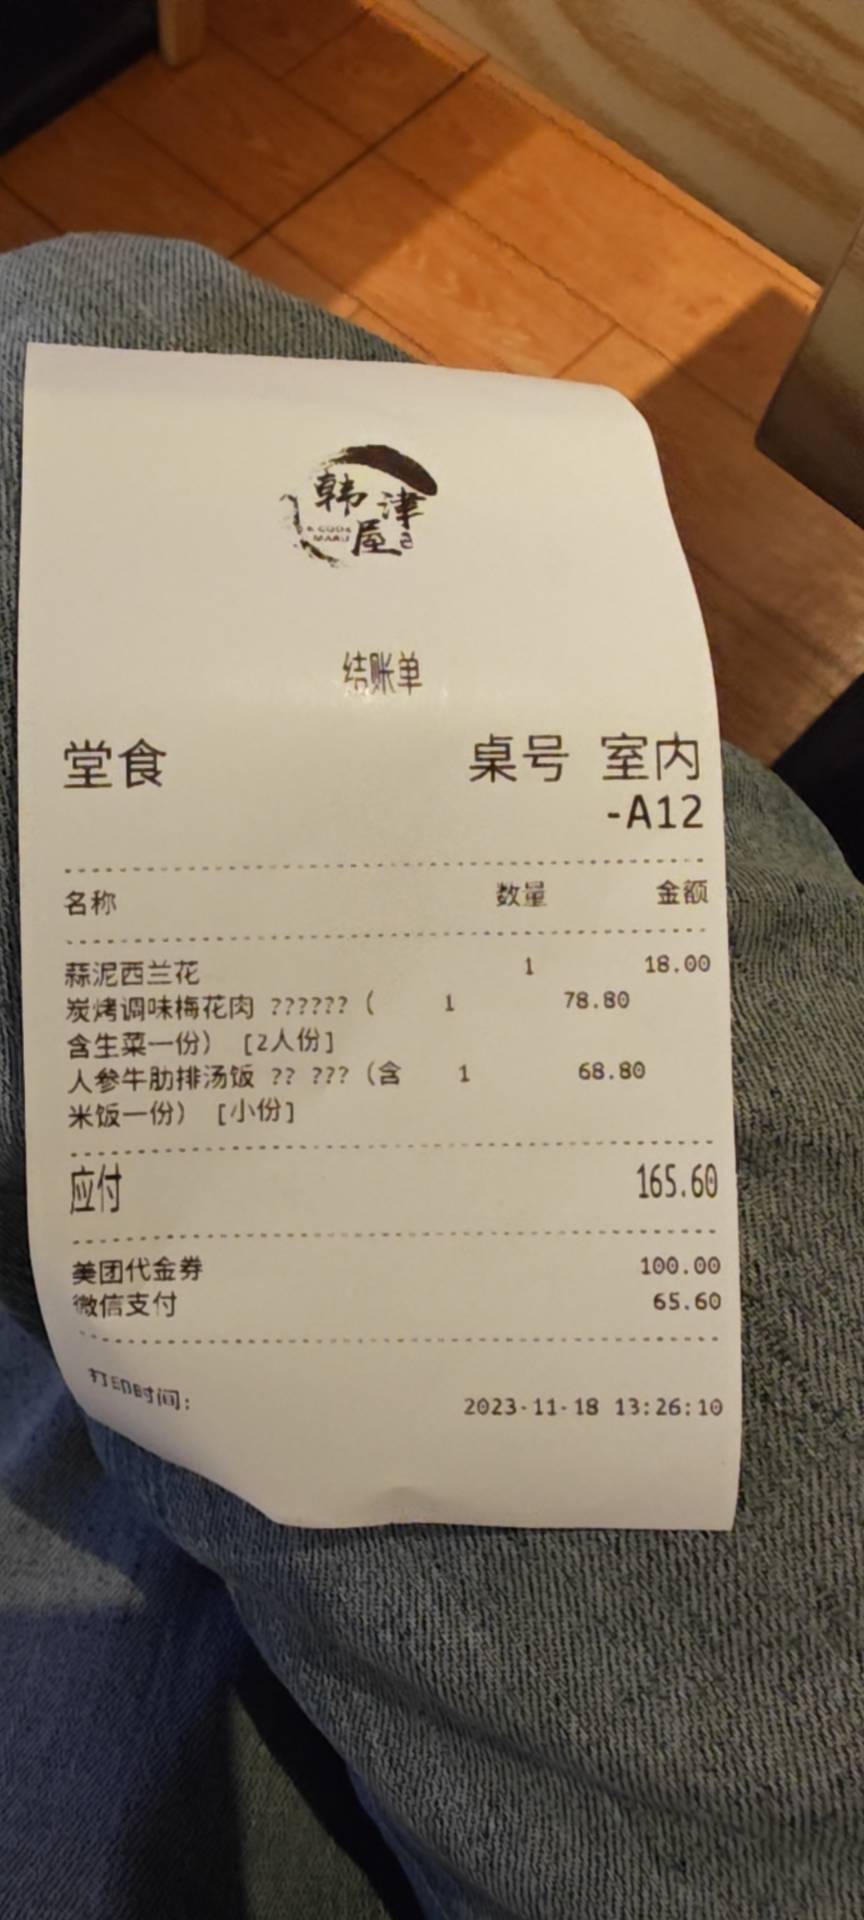 韩津
屋
MARU
结账单
堂食 桌号 室内
-A12
名称 数量 金额
蒜泥西兰花 1 18.00
炭烤调味梅花肉 ?????? ( 1 78.80
含生菜一份) [2人份]
人参牛肋排汤饭 ?? ??? (含 1 68.80
米饭一份) [小份]
应付 165.60
美团代金券 100.00
微信支付 65.60
打印时间: 2023-11-18 13:26:10